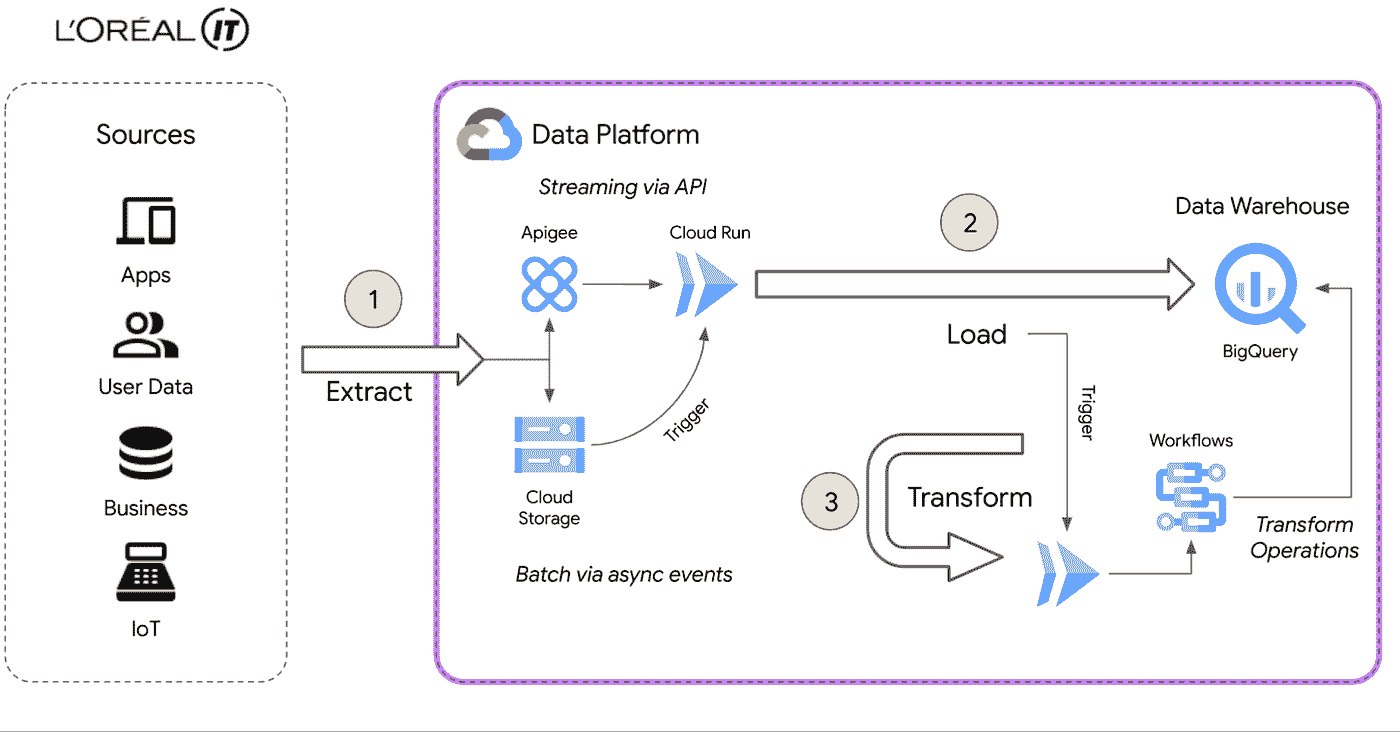 L'ORÉAL IT
Sources
Apps
User Data
Business
IoT
1
Extract
Data Platform
Streaming via API
Apigee
Cloud Run
Trigger
Cloud
Storage
Batch via async events
2
Load
Data Warehouse
BigQuery
Trigger
3
Transform
Workflows
Transform
Operations